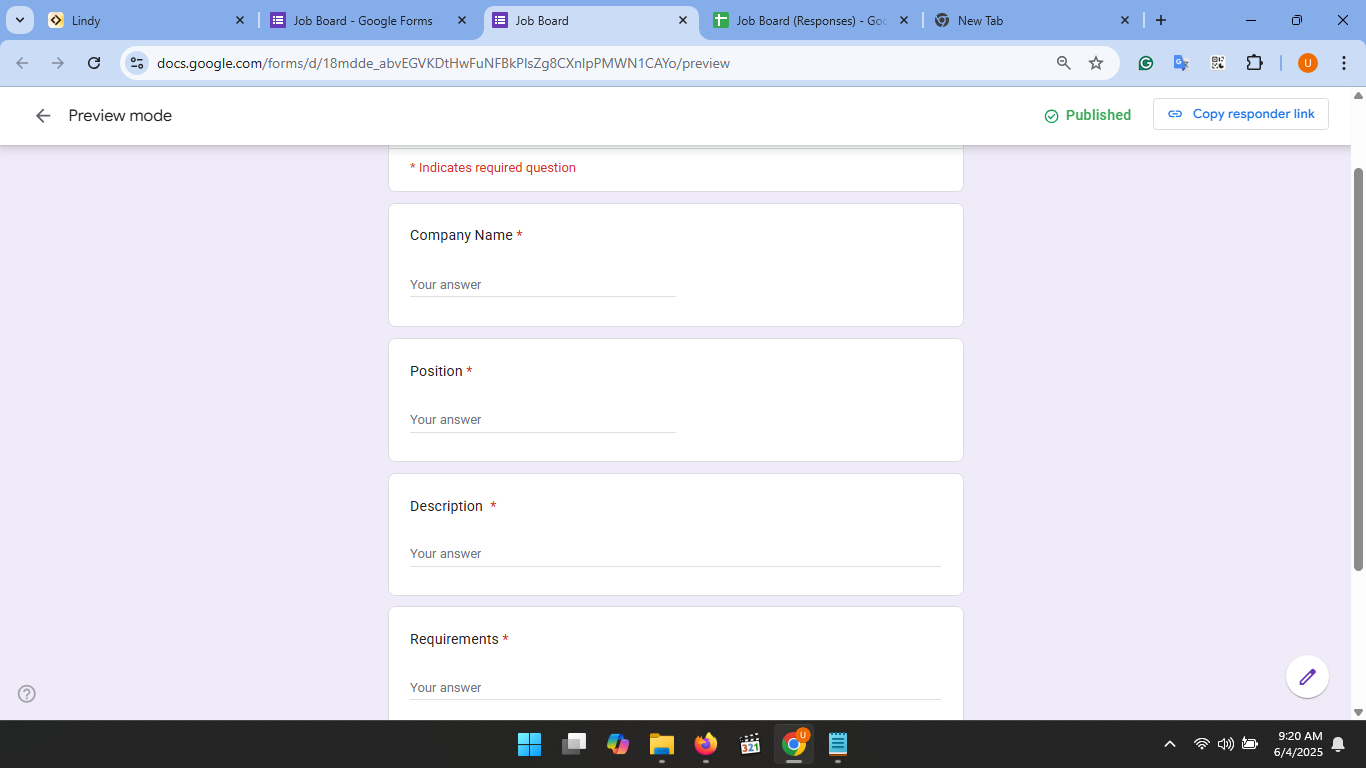 Lindy
Job Board - Google Forms
Job Board
Job Board (Responses) - Goo
New Tab
docs.google.com/forms/d/18mdde_abvEGVKDtHwFuNFBkPlsZg8CXnlpPMWN1CAYo/preview
U
Preview mode
Published
Copy responder link
* Indicates required question
Company Name *
Your answer
Position *
Your answer
Description *
Your answer
Requirements *
Your answer
321
U
9:20 AM
6/4/2025